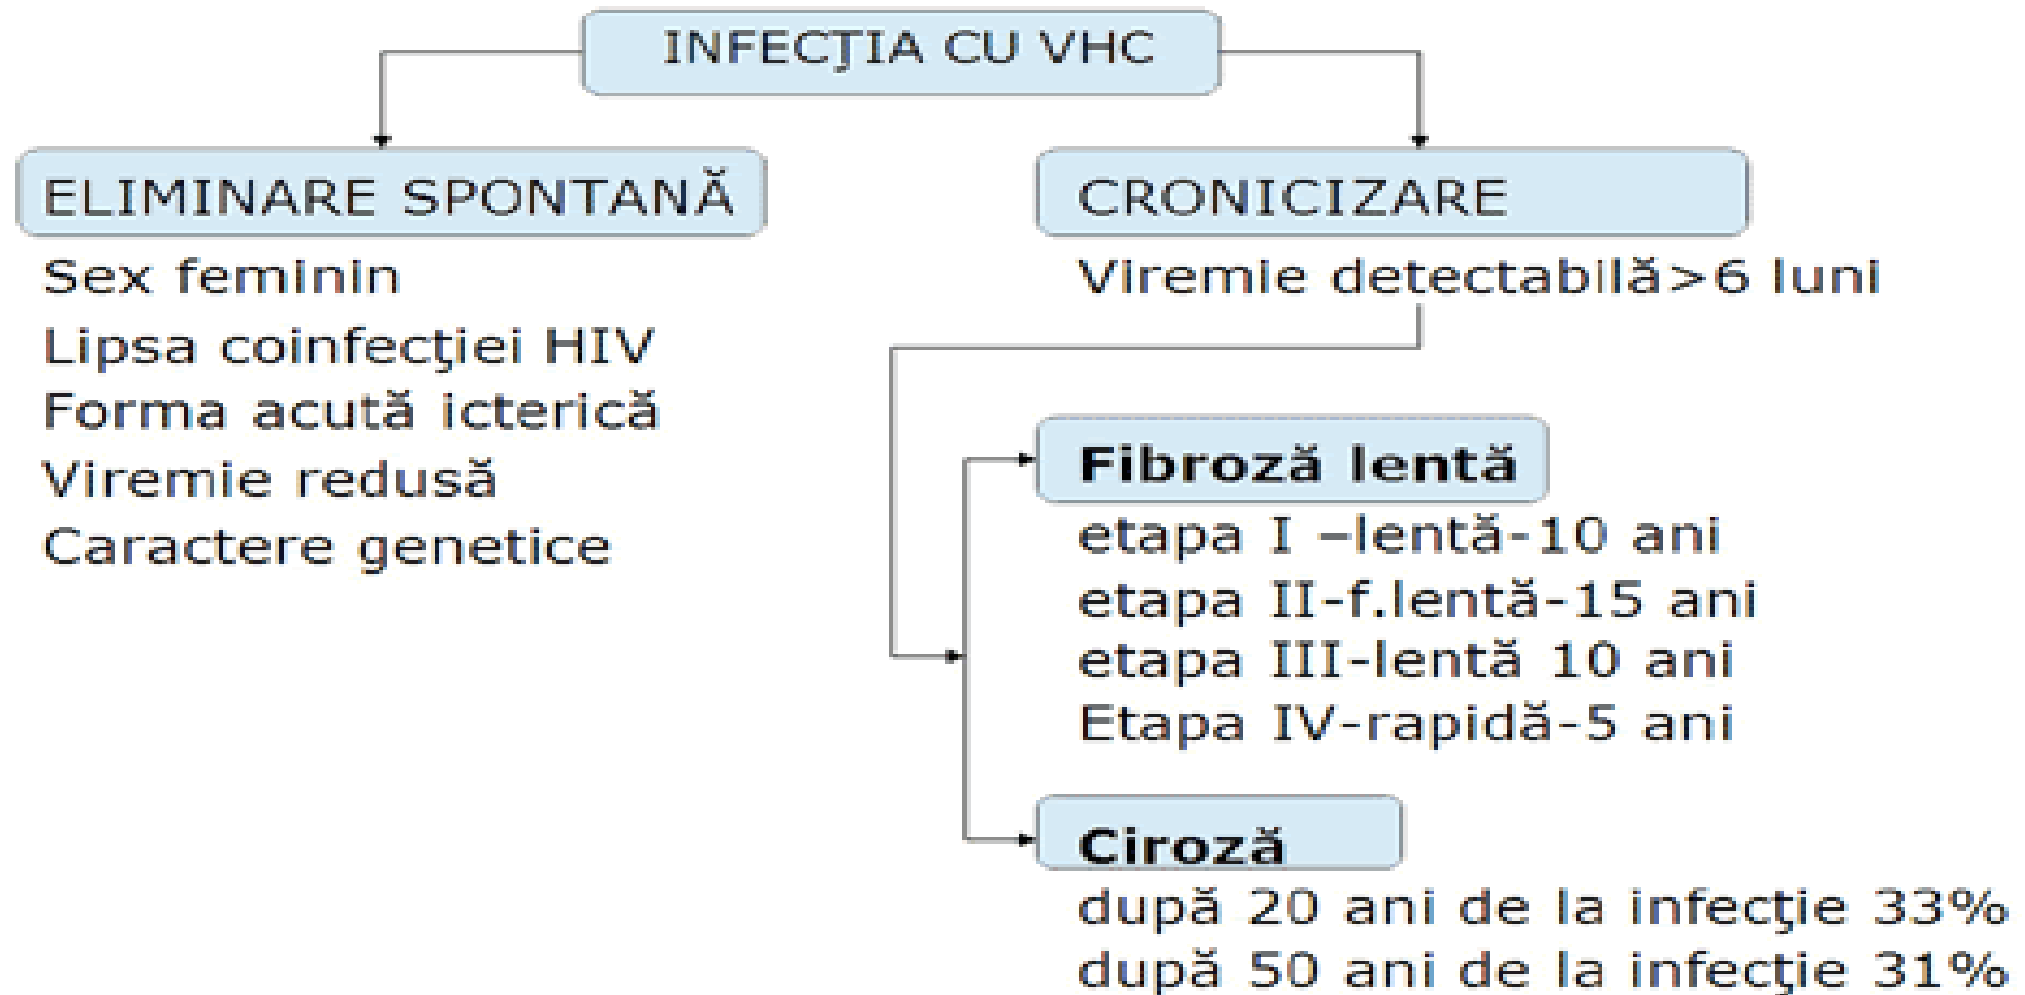 INFECŢIA CU VHC
ELIMINARE SPONTANĂ
Sex feminin
Lipsa coinfecţiei HIV
Forma acută icterică
Viremie redusă
Caractere genetice
CRONICIZARE
Viremie detectabilă>6 luni
Fibroză lentă
etapa I –lentă-10 ani
etapa II-f.lentă-15 ani
etapa III-lentă 10 ani
Etapa IV-rapidă-5 ani
Ciroză
după 20 ani de la infecţie 33%
după 50 ani de la infecţie 31%